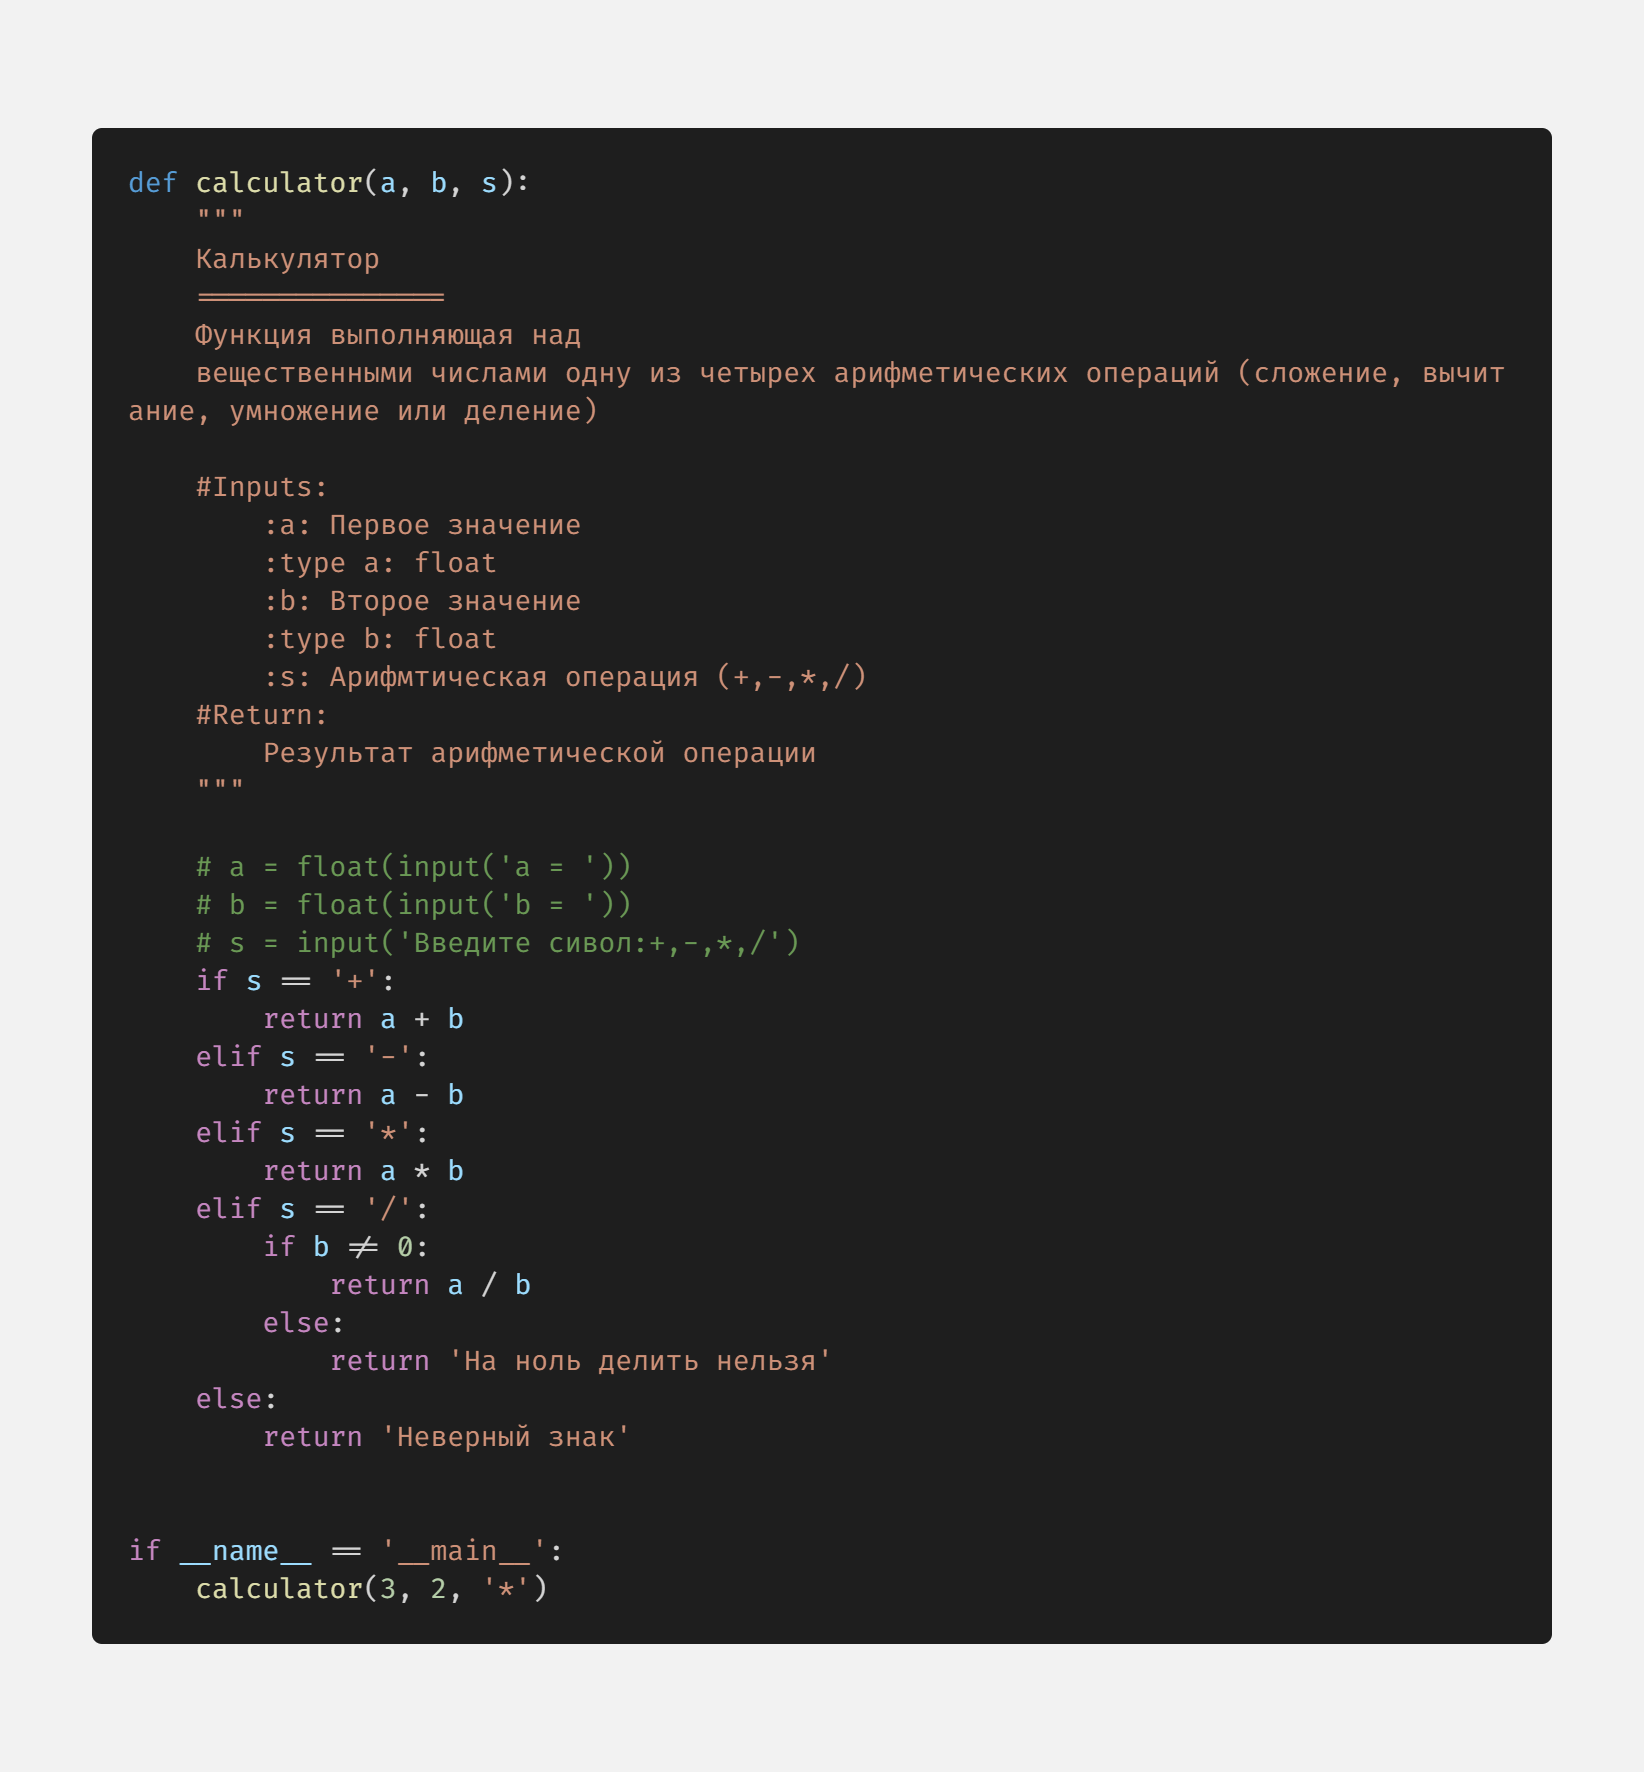 def calculator(a, b, s):
    """
    Калькулятор
    ===============
    Функция выполняющая над
    вещественными числами одну из четырех арифметических операций (сложение, вычит
ание, умножение или деление)

    #Inputs:
        :a: Первое значение
        :type a: float
        :b: Второе значение
        :type b: float
        :s: Арифмтическая операция (+,-,*,/)
    #Return:
        Результат арифметической операции
    """

    # a = float(input('a = '))
    # b = float(input('b = '))
    # s = input('Введите сивол:+,-,*,/')
    if s == '+':
        return a + b
    elif s == '-':
        return a - b
    elif s == '*':
        return a * b
    elif s == '/':
        if b != 0:
            return a / b
        else:
            return 'На ноль делить нельзя'
    else:
        return 'Неверный знак'


if __name__ == '__main__':
    calculator(3, 2, '*')